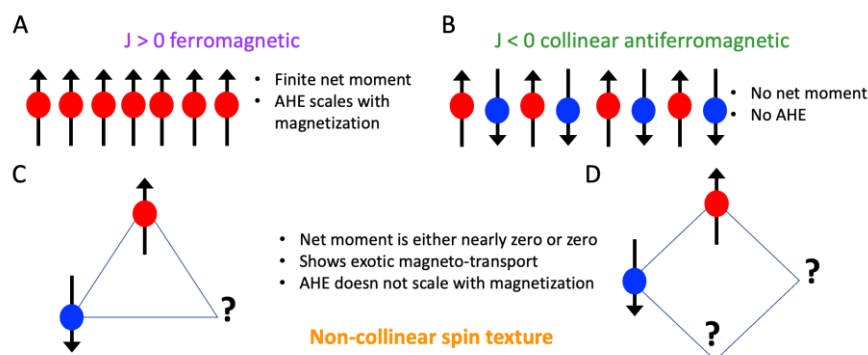 A
J > 0 ferromagnetic
• Finite net moment
• AHE scales with
magnetization
B
J < 0 collinear antiferromagnetic
• No net moment
• No AHE
C
?
• Net moment is either nearly zero or zero
• Shows exotic magneto-transport
• AHE doesn not scale with magnetization
Non-collinear spin texture
D
?
?